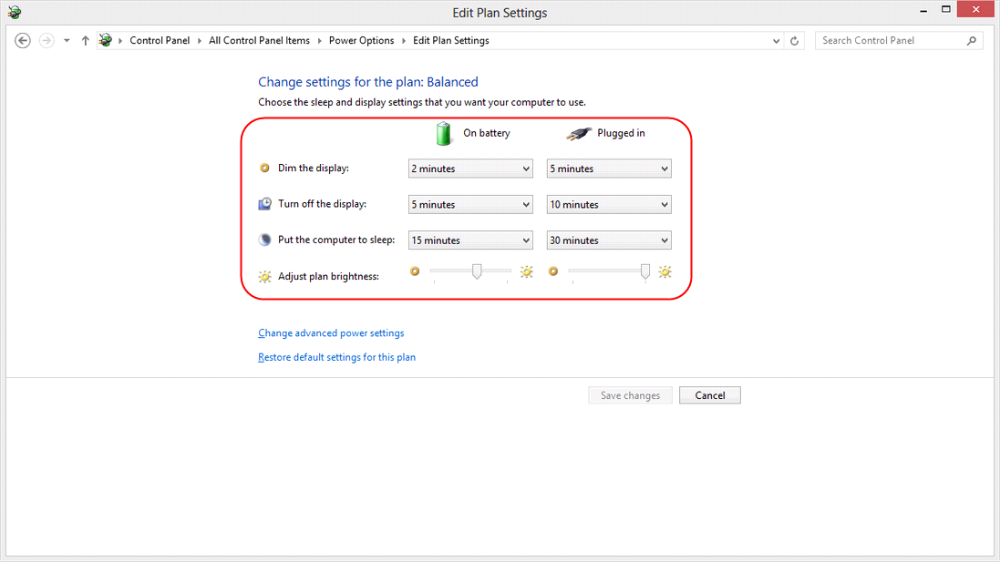 Edit Plan Settings
Control Panel All Control Panel Items Power Options Edit Plan Settings Search Control Panel
Change settings for the plan: Balanced
Choose the sleep and display settings that you want your computer to use.
On battery Plugged in
Dim the display: 2 minutes 5 minutes
Turn off the display: 5 minutes 10 minutes
Put the computer to sleep: 15 minutes 30 minutes
Adjust plan brightness:
Change advanced power settings
Restore default settings for this plan
Save changes Cancel